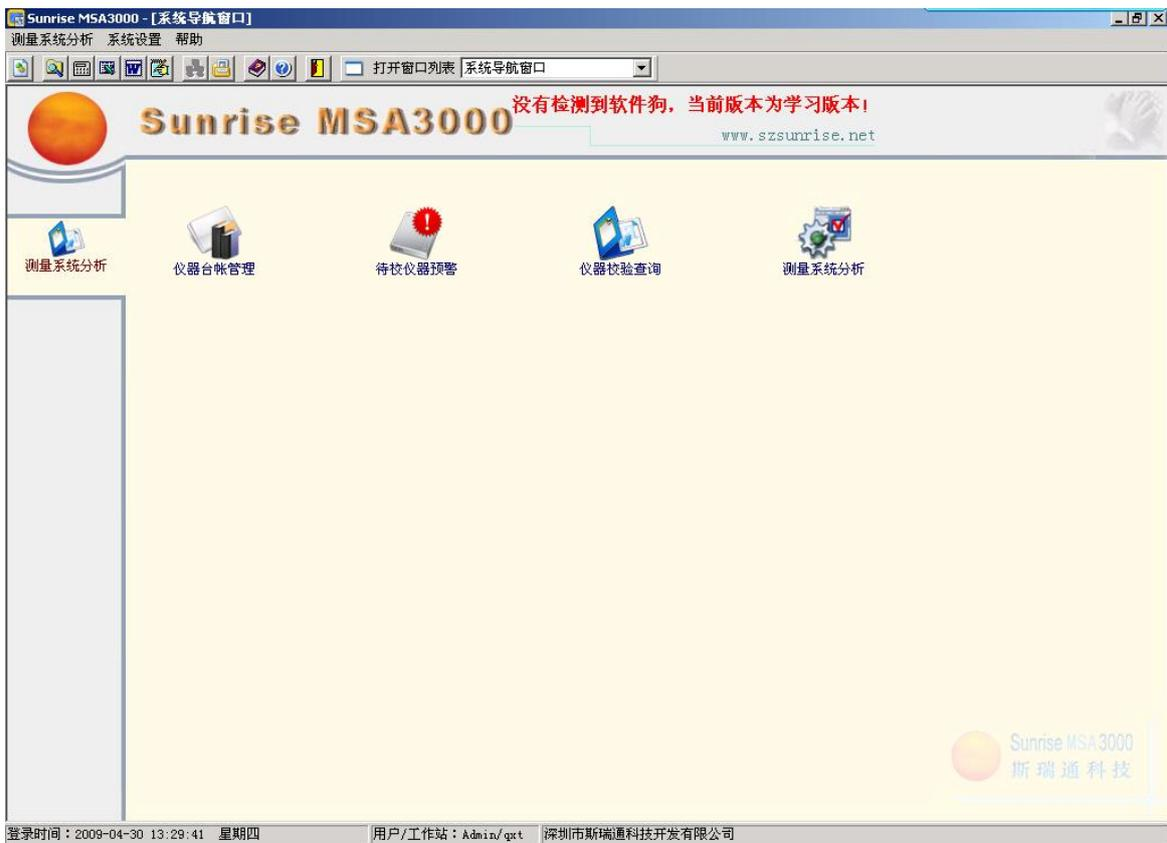 Sunrise MSA3000 - [系统导航窗口]
测量系统分析 系统设置 帮助
打开窗口列表 系统导航窗口
Sunrise MSA3000
没有检测到软件狗，当前版本为学习版本！
www.szsunrise.net
测量系统分析
仪器台帐管理
待校仪器预警
仪器校验查询
测量系统分析
Sunrise MSA3000
斯瑞通科技
登录时间：2009-04-30 13:29:41 星期四
用户/工作站：Admin/qxt
深圳市斯瑞通科技开发有限公司